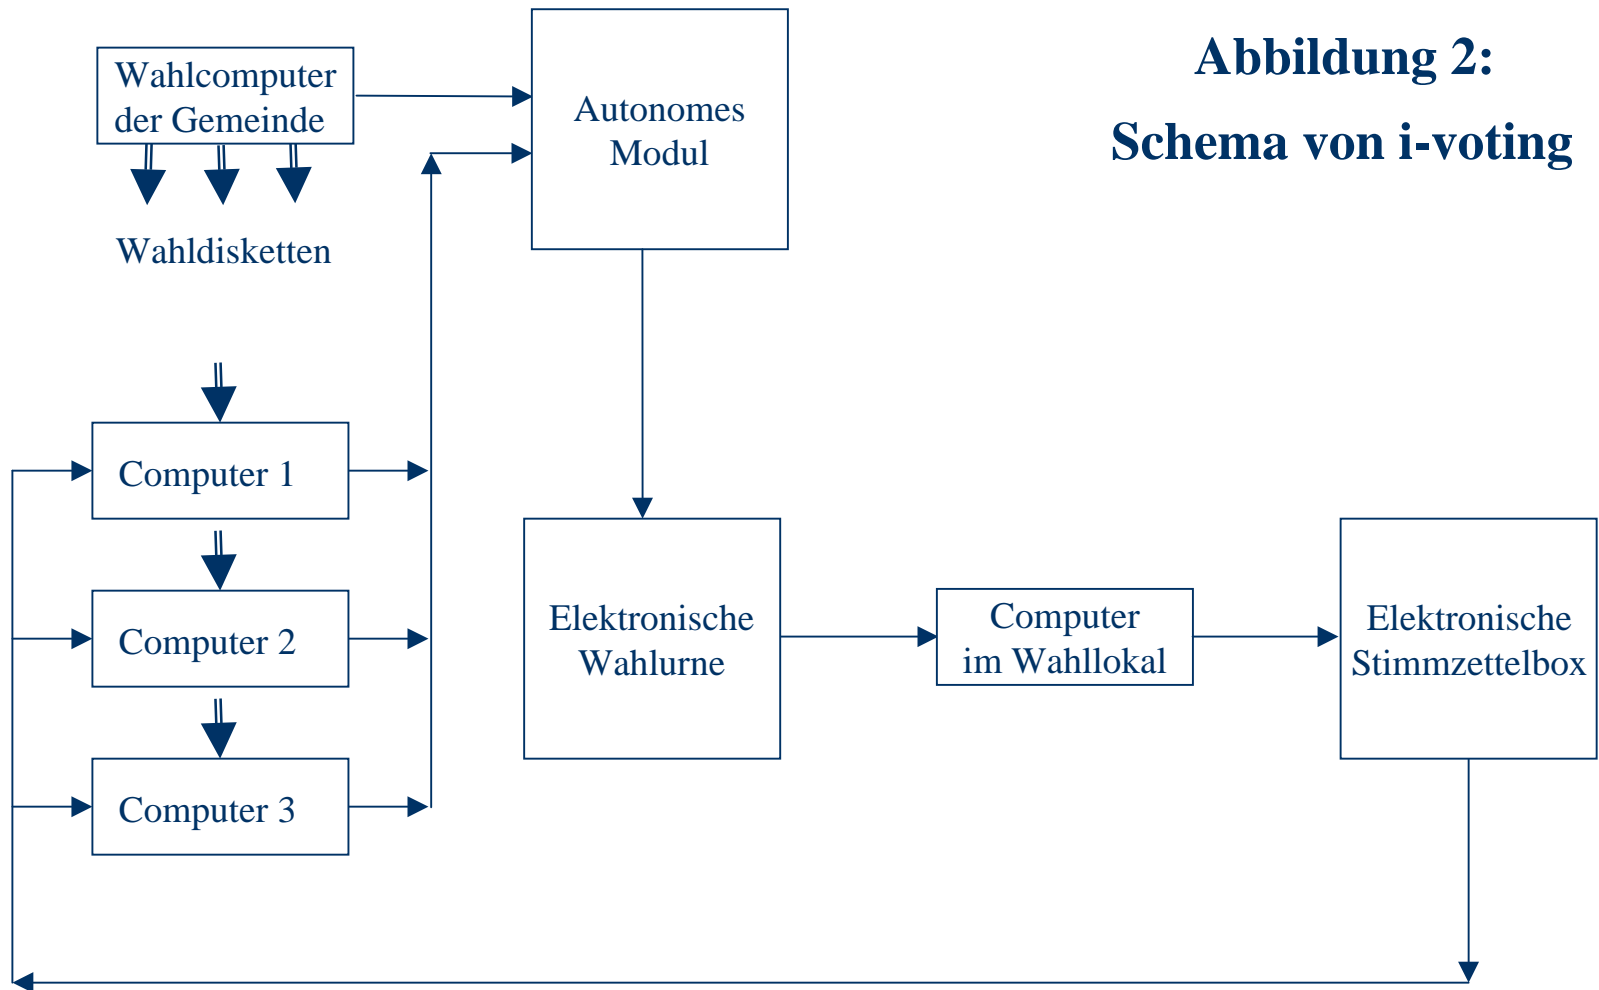 Abbildung 2:
Schema von i-voting
Wahlcomputer
der Gemeinde
Autonomes
Modul
Wahldisketten
Computer 1
Computer 2
Computer 3
Elektronische
Wahlurne
Computer
im Wahllokal
Elektronische
Stimmzettelbox